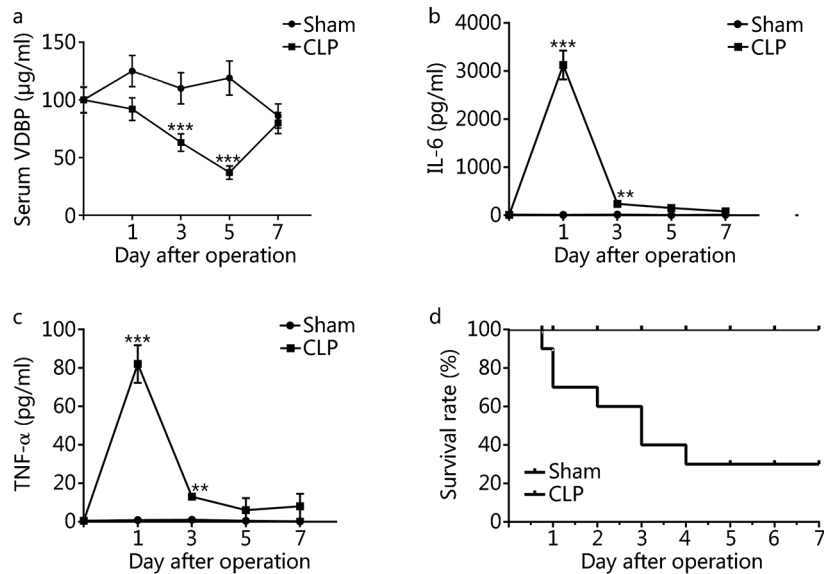 a
Sham
CLP
Serum VDBP (µg/ml)
150
100
50
0
***
***
1 3 5 7
Day after operation
b
Sham
CLP
IL-6 (pg/ml)
4000
3000
2000
1000
0
***
**
1 3 5 7
Day after operation
c
Sham
CLP
TNF-α (pg/ml)
100
80
60
40
20
0
***
**
1 3 5 7
Day after operation
d
Survival rate (%)
100
80
60
40
20
0
Sham
CLP
1 2 3 4 5 6 7
Day after operation